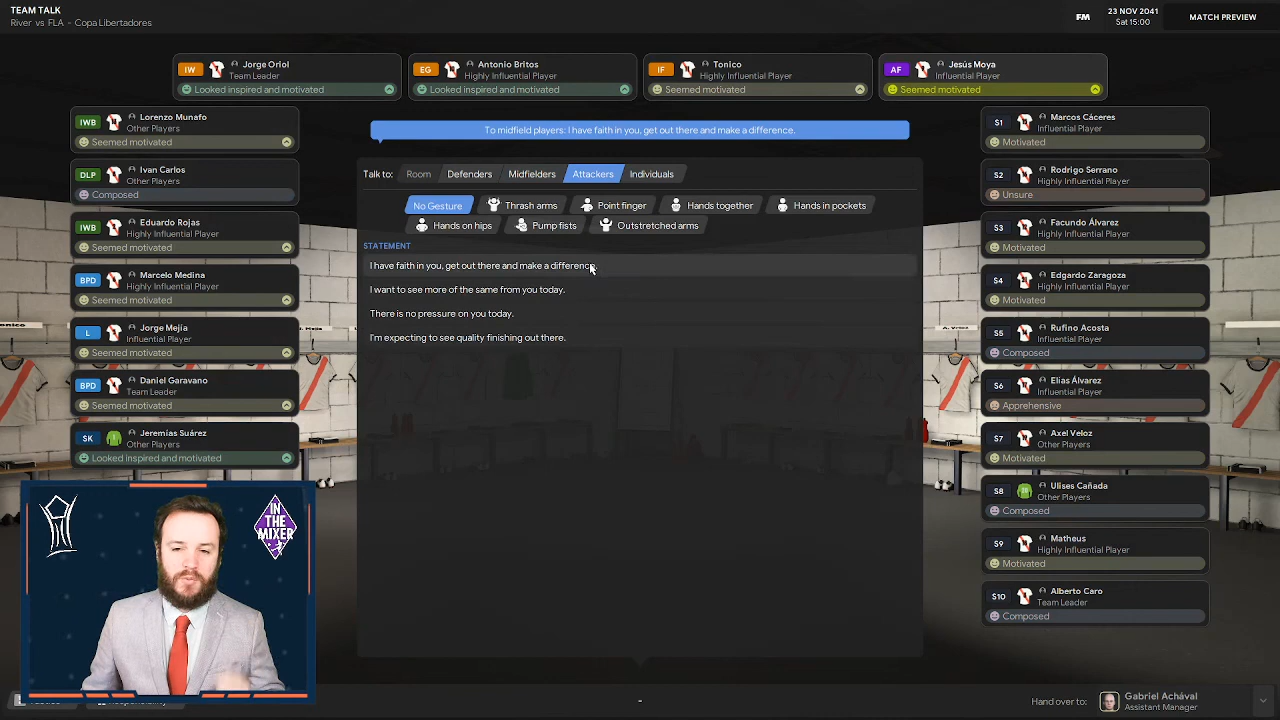 TEAM TALK
River vs FLA - Copa Libertadores
FM
23 NOV 2041
Sat 15:00
MATCH PREVIEW
IW
Jorge Oriol
Team Leader
Looked inspired and motivated
EG
Antonio Britos
Highly Influential Player
Looked inspired and motivated
IF
Tonico
Highly Influential Player
Seemed motivated
AF
Jesús Moya
Influential Player
Seemed motivated
IWB
Lorenzo Munafo
Other Players
Seemed motivated
DLP
Ivan Carlos
Other Players
Composed
IWB
Eduardo Rojas
Highly Influential Player
Seemed motivated
BPD
Marcelo Medina
Highly Influential Player
Seemed motivated
L
Jorge Mejía
Influential Player
Seemed motivated
BPD
Daniel Garavano
Team Leader
Seemed motivated
SK
Jeremías Suárez
Other Players
Looked inspired and motivated
To midfield players: I have faith in you, get out there and make a difference.
Talk to: Room Defenders Midfielders Attackers Individuals
No Gesture Thrash arms Point finger Hands together Hands in pockets
Hands on hips Pump fists Outstretched arms
STATEMENT
I have faith in you, get out there and make a difference.
I want to see more of the same from you today.
There is no pressure on you today.
I'm expecting to see quality finishing out there.
S1
Marcos Cáceres
Influential Player
Motivated
S2
Rodrigo Serrano
Highly Influential Player
Unsure
S3
Facundo Álvarez
Highly Influential Player
Motivated
S4
Edgardo Zaragoza
Highly Influential Player
Motivated
S5
Rufino Acosta
Influential Player
Composed
S6
Elías Álvarez
Influential Player
Apprehensive
S7
Axel Veloz
Other Players
Motivated
S8
Ulises Cañada
Other Players
Composed
S9
Matheus
Highly Influential Player
Motivated
S10
Alberto Caro
Team Leader
Composed
IN
THE
MIXER
Hand over to:
Gabriel Achával
Assistant Manager